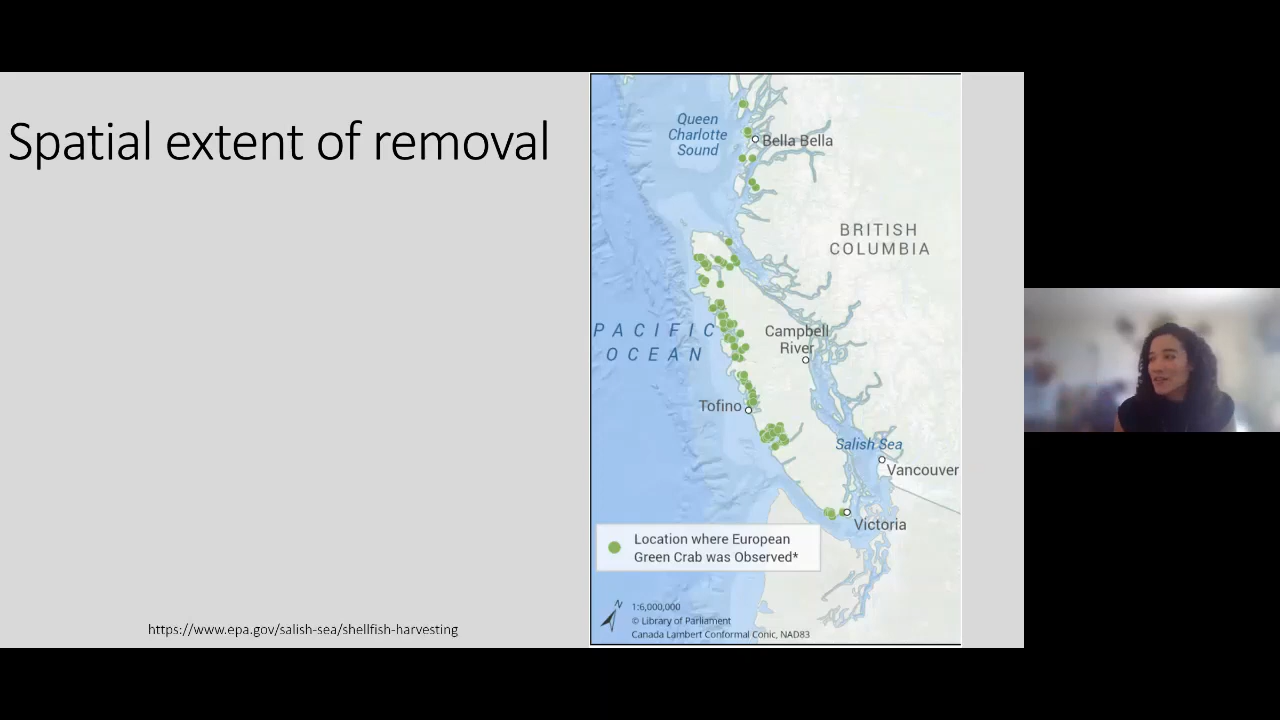 Spatial extent of removal
Queen
Charlotte
Sound
Bella Bella
BRITISH
COLUMBIA
PACIFIC
OCEAN
Campbell
River
Tofino
Salish Sea
Vancouver
Victoria
Location where European
Green Crab was Observed*
N
1:6,000,000
© Library of Parliament
Canada Lambert Conformal Conic, NAD83
https://www.epa.gov/salish-sea/shellfish-harvesting